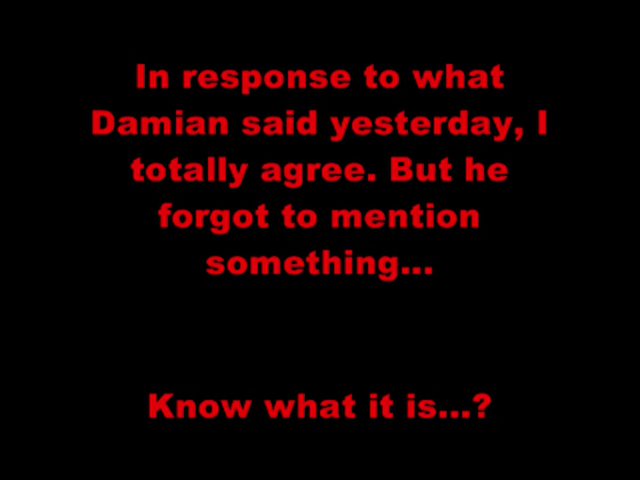 In response to what
Damian said yesterday, I
totally agree. But he
forgot to mention
something...
Know what it is...?